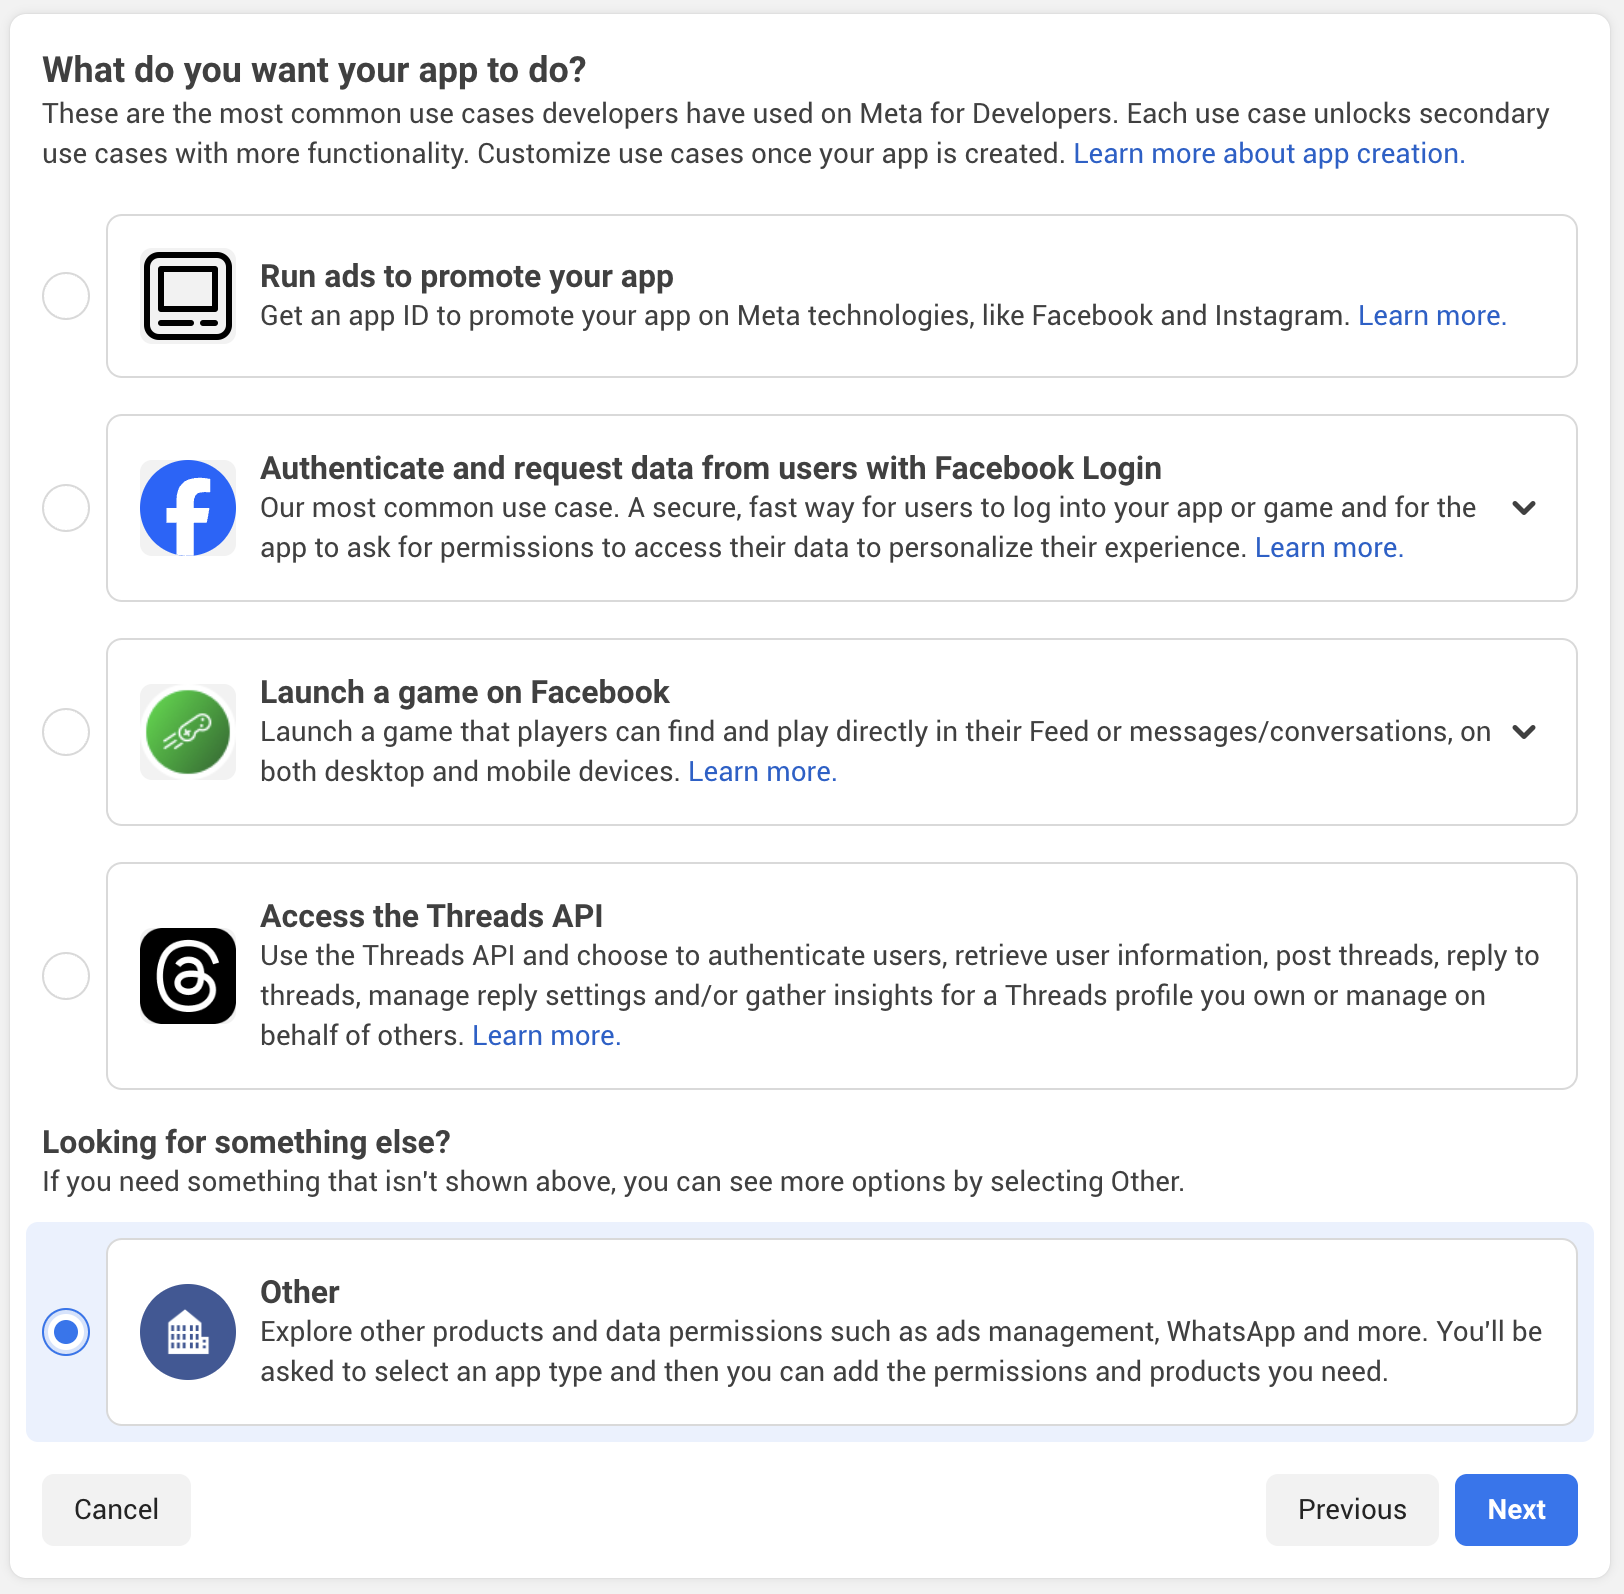 What do you want your app to do?
These are the most common use cases developers have used on Meta for Developers. Each use case unlocks secondary
use cases with more functionality. Customize use cases once your app is created. Learn more about app creation.
Run ads to promote your app
Get an app ID to promote your app on Meta technologies, like Facebook and Instagram. Learn more.
Authenticate and request data from users with Facebook Login
Our most common use case. A secure, fast way for users to log into your app or game and for the
app to ask for permissions to access their data to personalize their experience. Learn more.
Launch a game on Facebook
Launch a game that players can find and play directly in their Feed or messages/conversations, on
both desktop and mobile devices. Learn more.
Access the Threads API
Use the Threads API and choose to authenticate users, retrieve user information, post threads, reply to
threads, manage reply settings and/or gather insights for a Threads profile you own or manage on
behalf of others. Learn more.
Looking for something else?
If you need something that isn't shown above, you can see more options by selecting Other.
Other
Explore other products and data permissions such as ads management, WhatsApp and more. You'll be
asked to select an app type and then you can add the permissions and products you need.
Cancel
Previous
Next